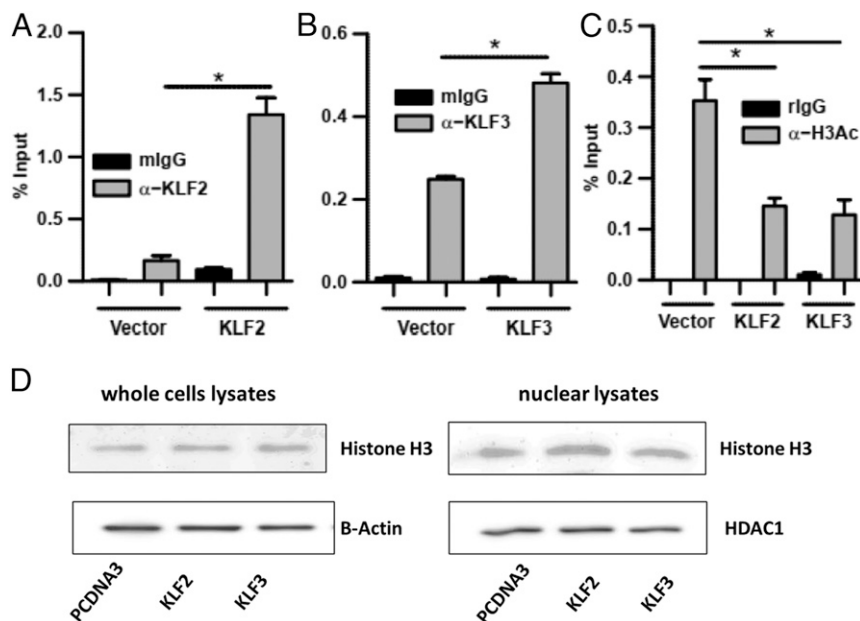 A
2.0
1.5
1.0
0.5
0.0
% Input
mIgG
α-KLF2
*
Vector
KLF2
B
0.6
0.4
0.2
0.0
% Input
mIgG
α-KLF3
*
Vector
KLF3
C
0.5
0.4
0.3
0.2
0.1
0.0
% Input
rIgG
α-H3Ac
*
*
Vector
KLF2
KLF3
D
whole cells lysates
nuclear lysates
Histone H3
Histone H3
B-Actin
HDAC1
PCDNA3
KLF2
KLF3
PCDNA3
KLF2
KLF3